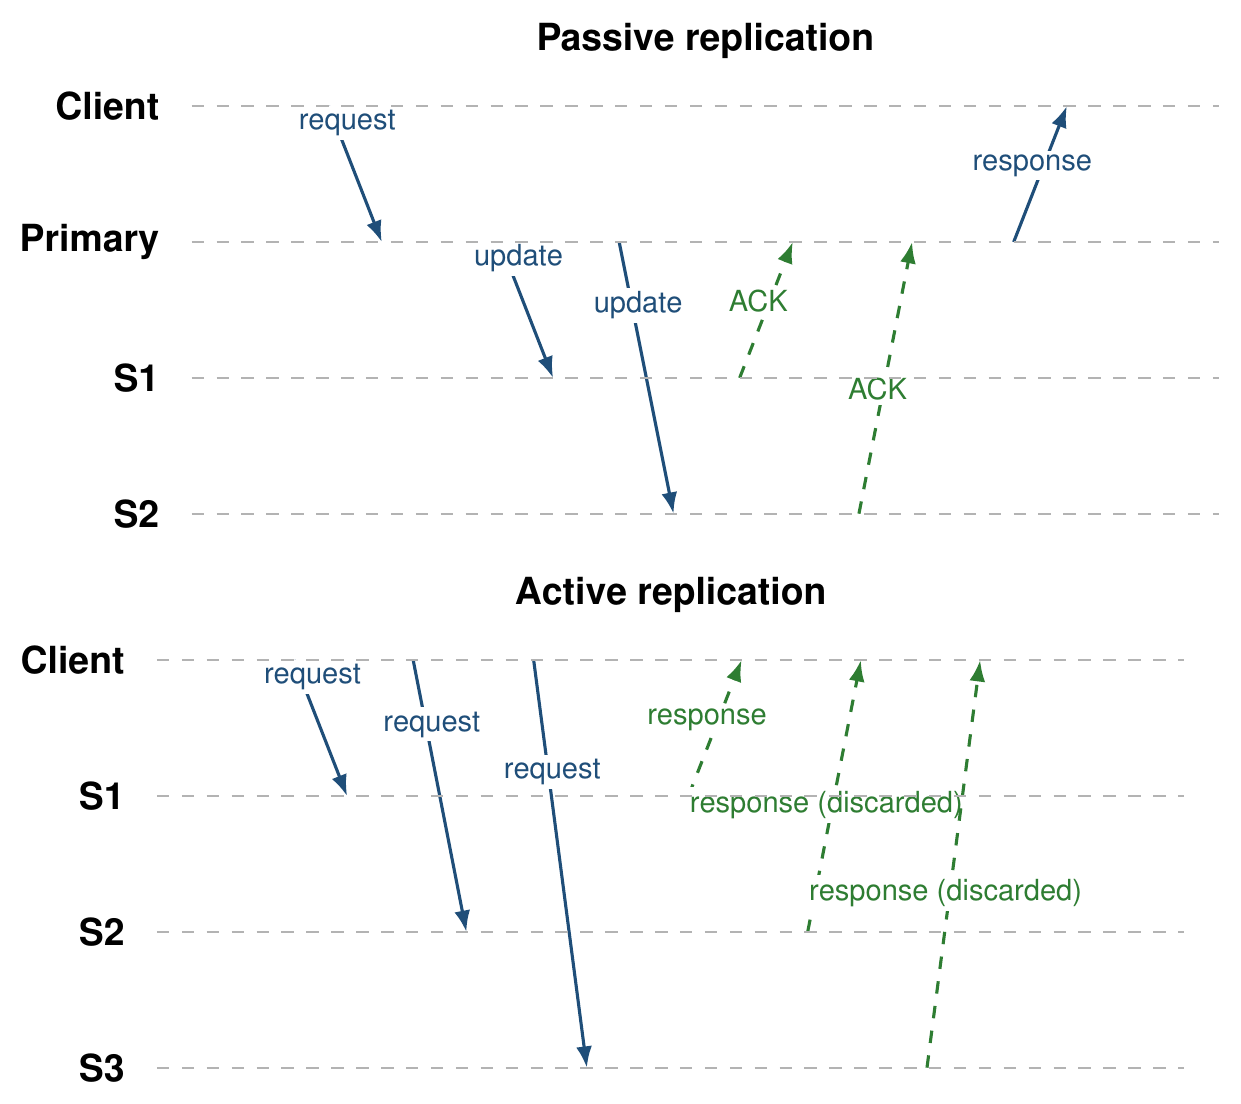 Passive replication
Client
request
response
Primary
update
update
ACK
S1
ACK
S2
Active replication
Client
request
request
response
request
S1
response (discarded)
response (discarded)
S2
S3